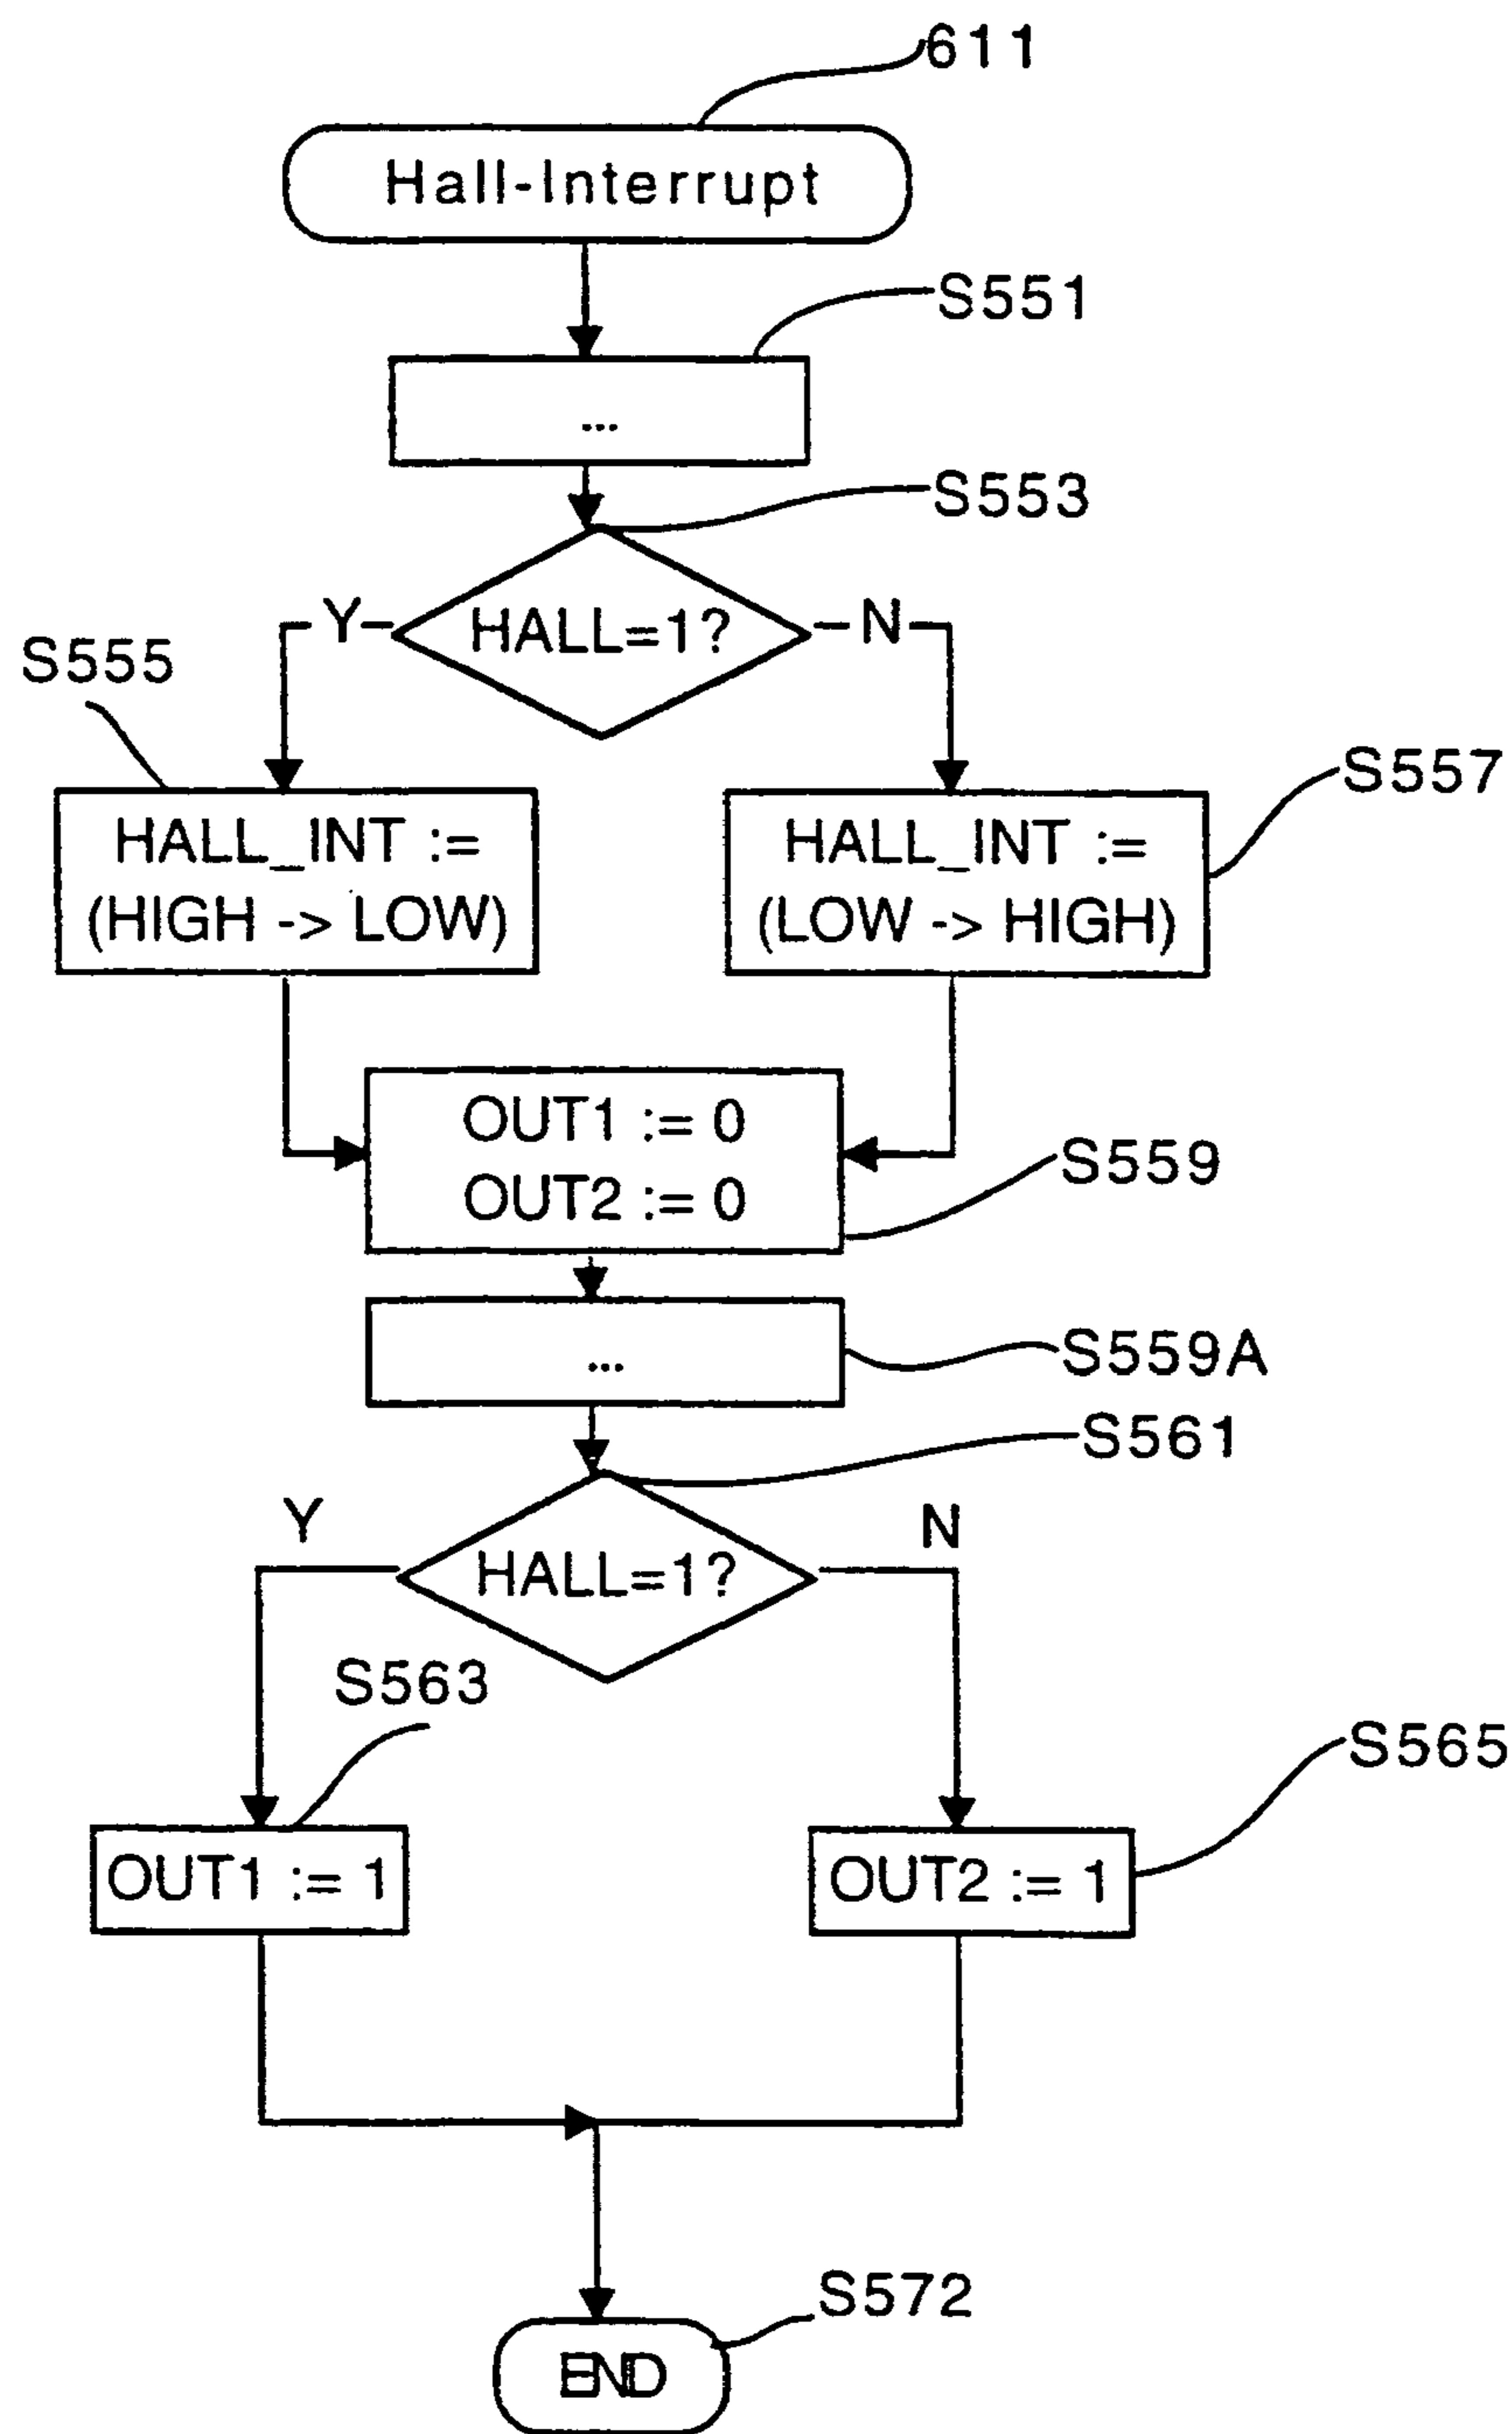 611
Hall-Interrupt
S551
...
S553
Y
HALL=1?
N
S555
S557
HALL_INT :=
(HIGH -> LOW)
HALL_INT :=
(LOW -> HIGH)
OUT1 := 0
OUT2 := 0
S559
...
S559A
S561
Y
HALL=1?
N
S563
S565
OUT1 := 1
OUT2 := 1
S572
END